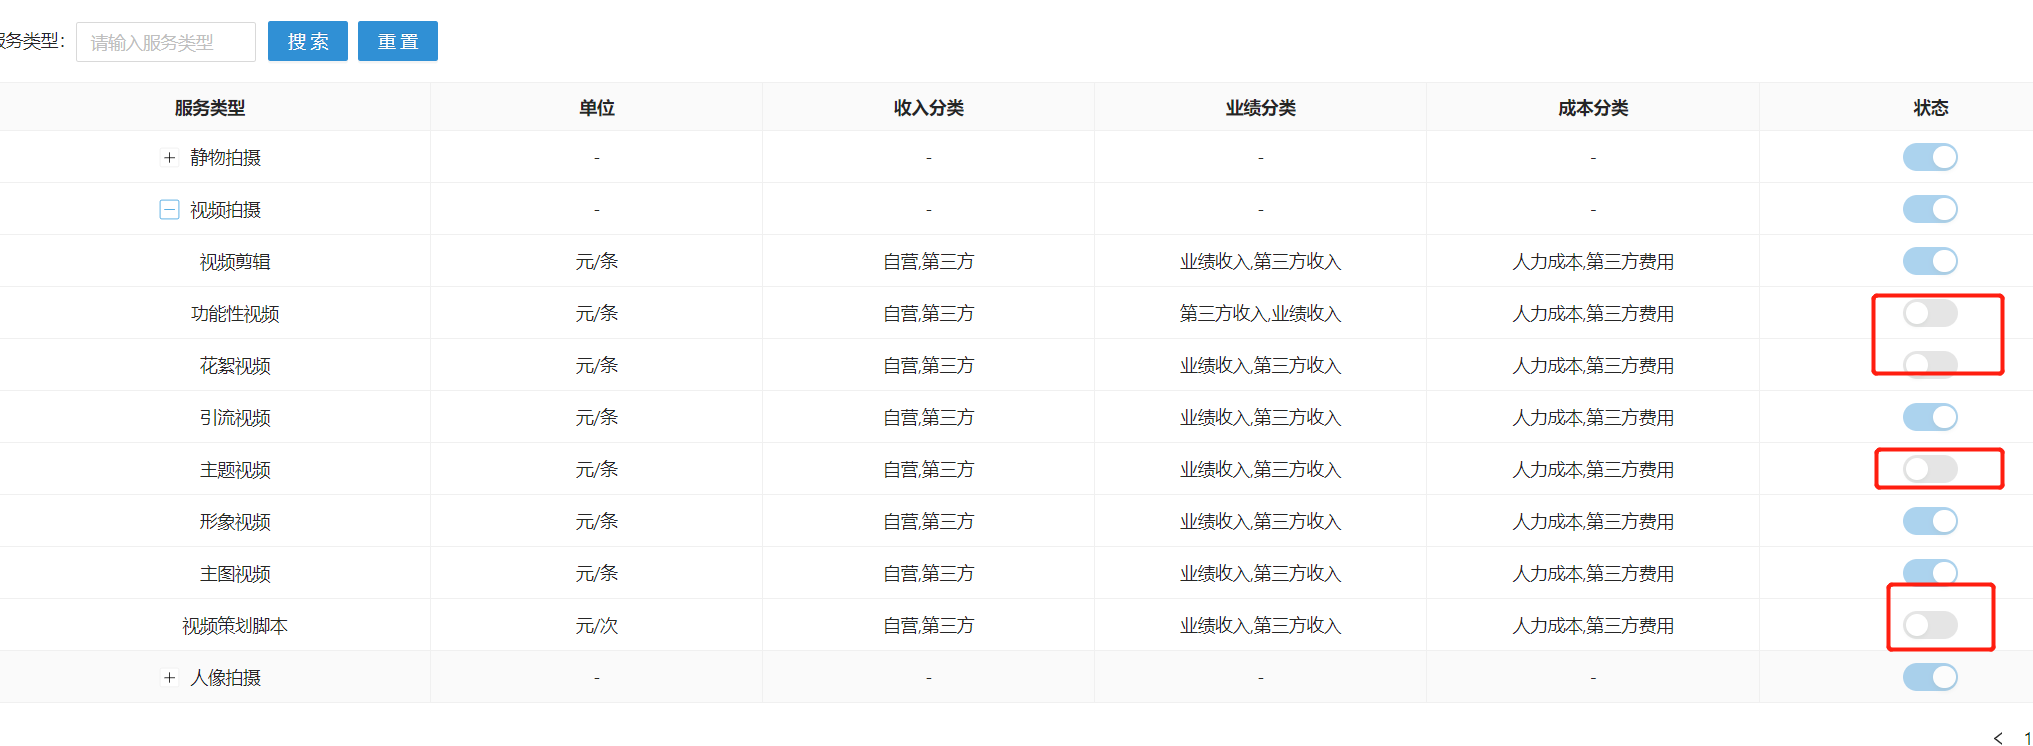 服务类型: 请输入服务类型 搜索 重置
服务类型 单位 收入分类 业绩分类 成本分类 状态
静物拍摄 - - - -
视频拍摄 - - - -
视频剪辑 元/条 自营,第三方 业绩收入,第三方收入 人力成本,第三方费用
功能性视频 元/条 自营,第三方 第三方收入,业绩收入 人力成本,第三方费用
花絮视频 元/条 自营,第三方 业绩收入,第三方收入 人力成本,第三方费用
引流视频 元/条 自营,第三方 业绩收入,第三方收入 人力成本,第三方费用
主题视频 元/条 自营,第三方 业绩收入,第三方收入 人力成本,第三方费用
形象视频 元/条 自营,第三方 业绩收入,第三方收入 人力成本,第三方费用
主图视频 元/条 自营,第三方 业绩收入,第三方收入 人力成本,第三方费用
视频策划脚本 元/次 自营,第三方 业绩收入,第三方收入 人力成本,第三方费用
人像拍摄 - - - -
< 1